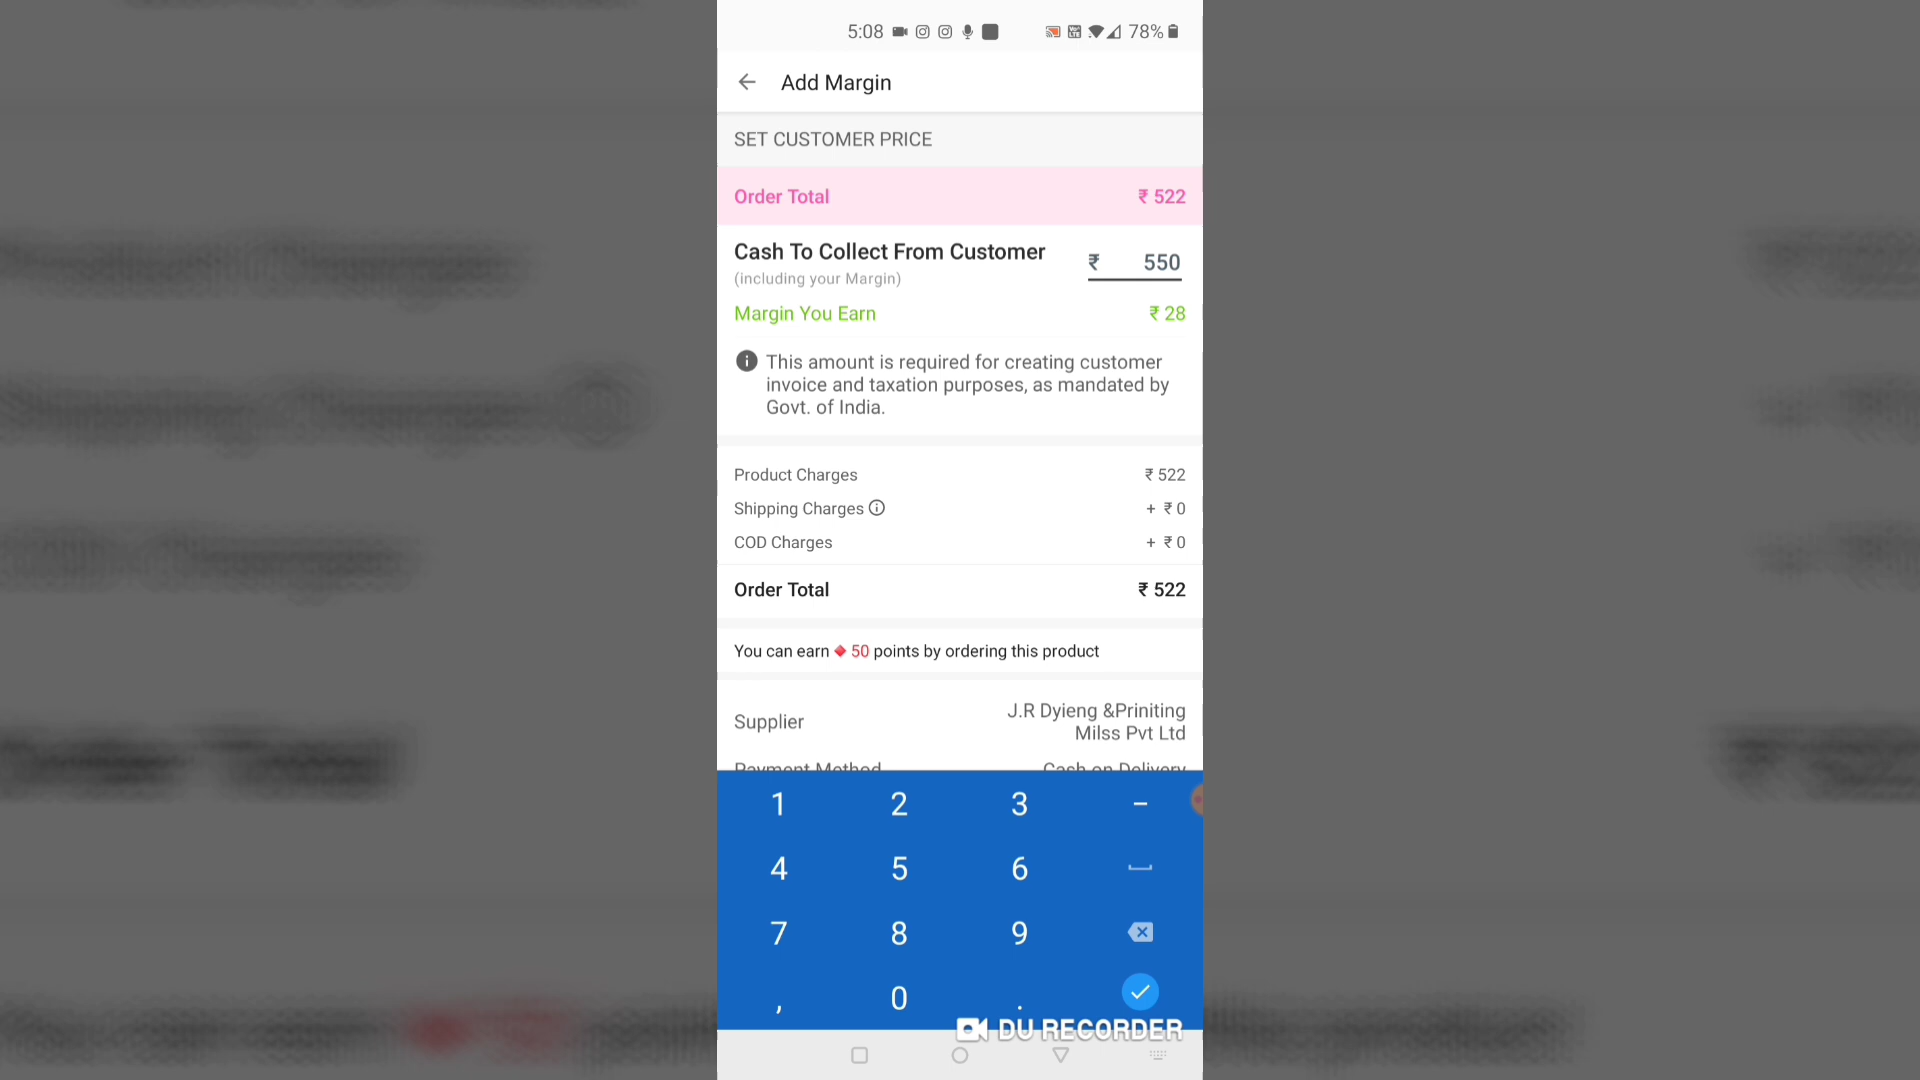 5:08 78%
Add Margin
SET CUSTOMER PRICE
Order Total ₹ 522
Cash To Collect From Customer ₹ 550
(including your Margin)
Margin You Earn ₹ 28
This amount is required for creating customer
invoice and taxation purposes, as mandated by
Govt. of India.
Product Charges ₹ 522
Shipping Charges + ₹ 0
COD Charges + ₹ 0
Order Total ₹ 522
You can earn 50 points by ordering this product
Supplier J.R Dyieng &Priniting
Milss Pvt Ltd
Payment Method Cash on Delivery
1 2 3 –
4 5 6
7 8 9
, 0 .
DU RECORDER